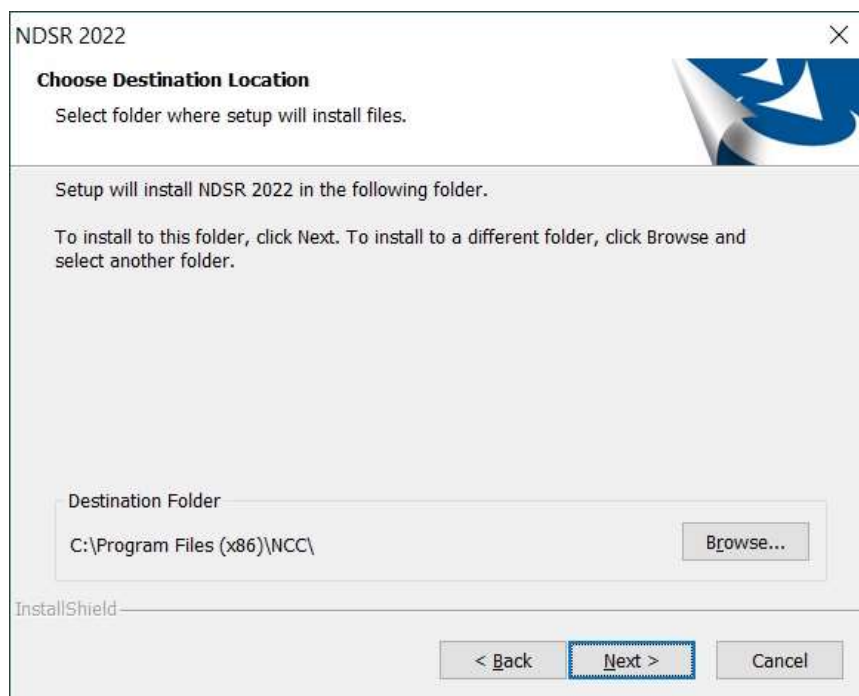 NDSR 2022
Choose Destination Location
Select folder where setup will install files.
Setup will install NDSR 2022 in the following folder.
To install to this folder, click Next. To install to a different folder, click Browse and
select another folder.
Destination Folder
C:\Program Files (x86)\NCC\
Browse...
InstallShield
< Back
Next >
Cancel